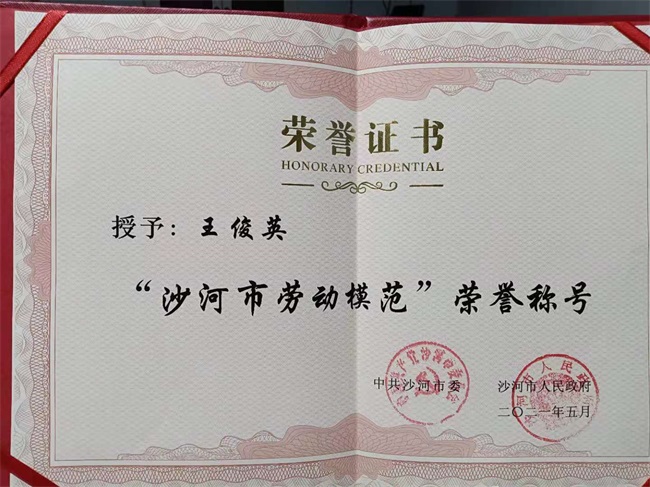 荣誉证书
HONORARY CREDENTIAL
授予：王俊英
“沙河市劳动模范”荣誉称号
中共沙河市委
沙河市人民政府
二〇二一年五月